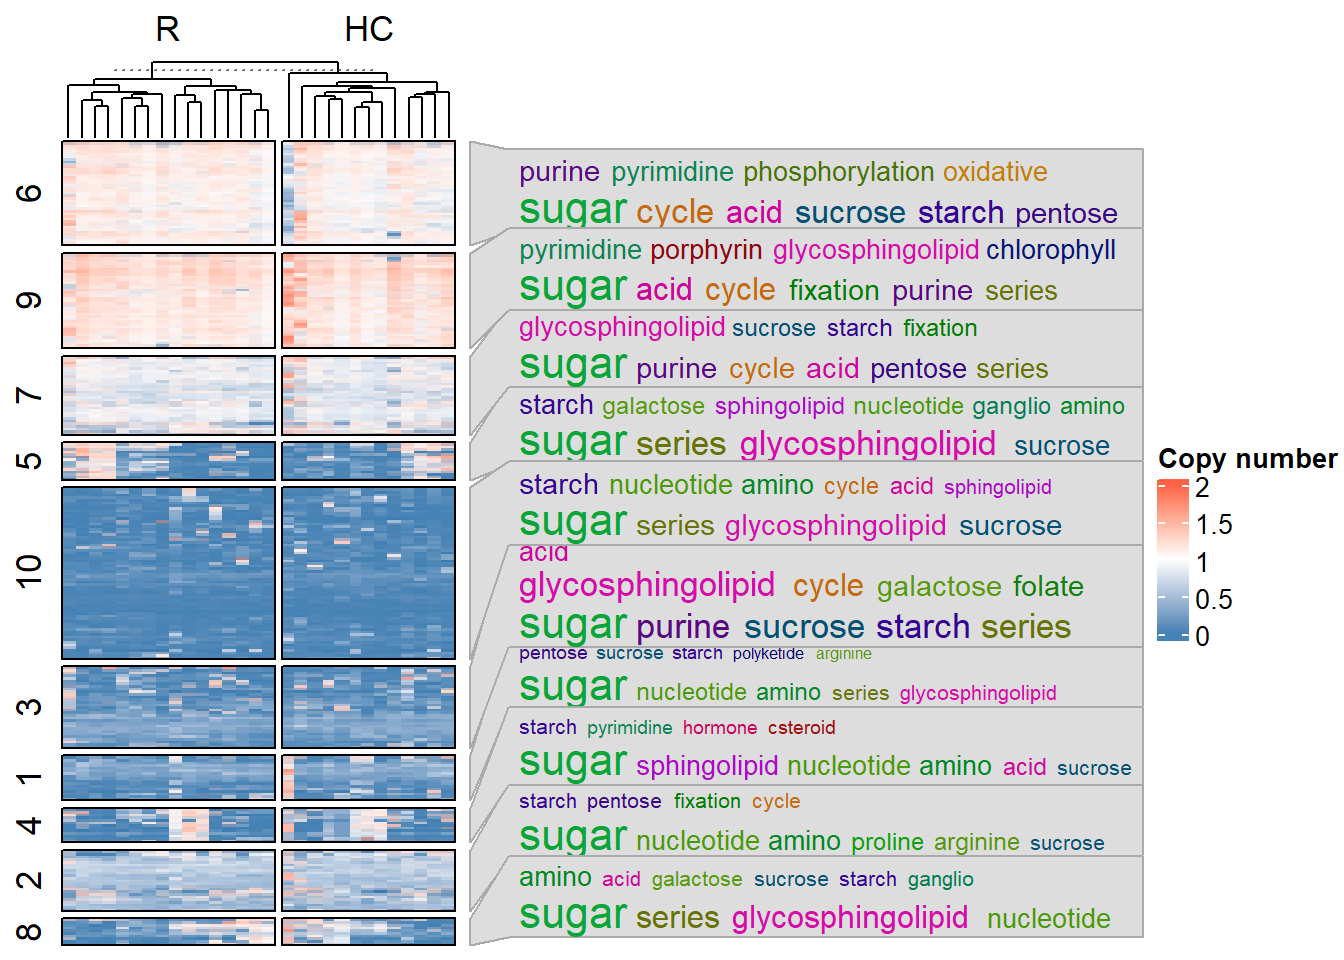 R HC
6
9
7
5
10
3
1
4
2
8
purine pyrimidine phosphorylation oxidative
sugar cycle acid sucrose starch pentose
pyrimidine porphyrin glycosphingolipid chlorophyll
sugar acid cycle fixation purine series
glycosphingolipid sucrose starch fixation
sugar purine cycle acid pentose series
starch galactose sphingolipid nucleotide ganglio amino
sugar series glycosphingolipid sucrose
starch nucleotide amino cycle acid sphingolipid
sugar series glycosphingolipid sucrose
acid
glycosphingolipid cycle galactose folate
sugar purine sucrose starch series
pentose sucrose starch polyketide arginine
sugar nucleotide amino series glycosphingolipid
starch pyrimidine hormone csteroid
sugar sphingolipid nucleotide amino acid sucrose
starch pentose fixation cycle
sugar nucleotide amino proline arginine sucrose
amino acid galactose sucrose starch ganglio
sugar series glycosphingolipid nucleotide
Copy number
2
1.5
1
0.5
0